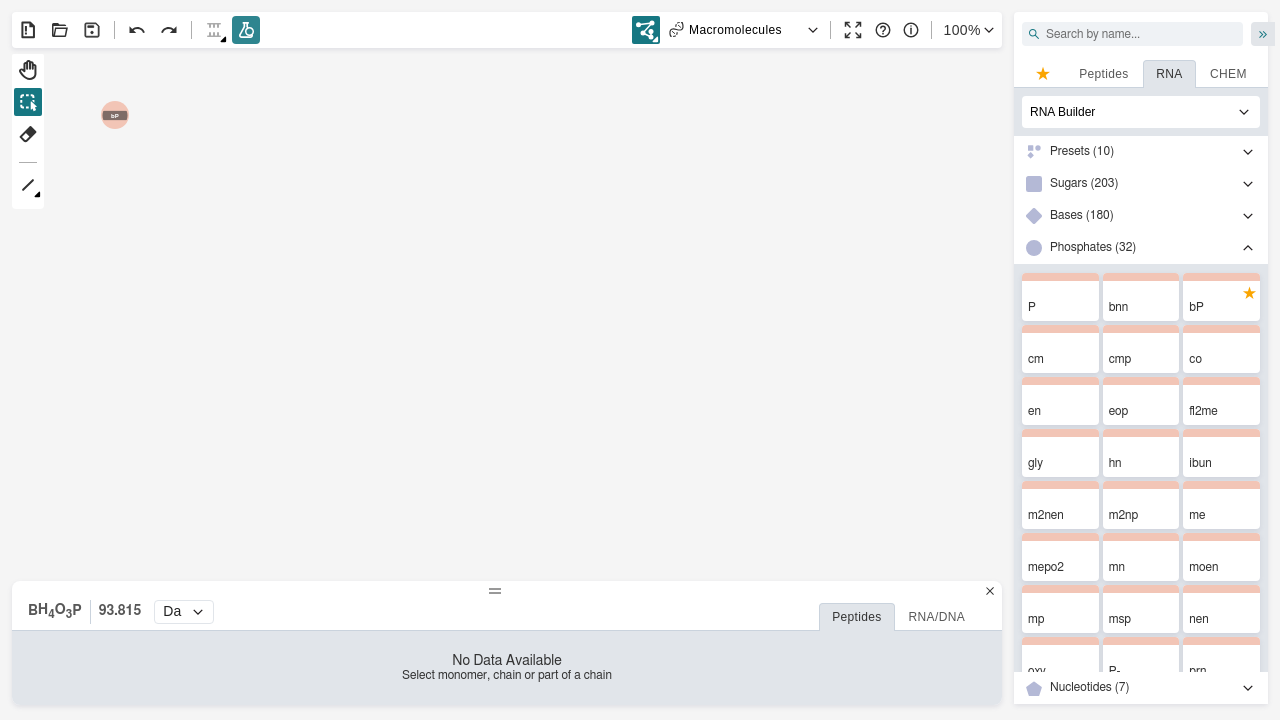 Macromolecules
100%
Search by name...
Peptides
RNA
CHEM
RNA Builder
Presets (10)
Sugars (203)
Bases (180)
Phosphates (32)
bP
P
bnn
bP
cm
cmp
co
en
eop
fl2me
gly
hn
ibun
m2nen
m2np
me
mepo2
mn
moen
mp
msp
nen
oxy
P-
prn
Nucleotides (7)
BH4O3P
93.815
Da
Peptides
RNA/DNA
No Data Available
Select monomer, chain or part of a chain